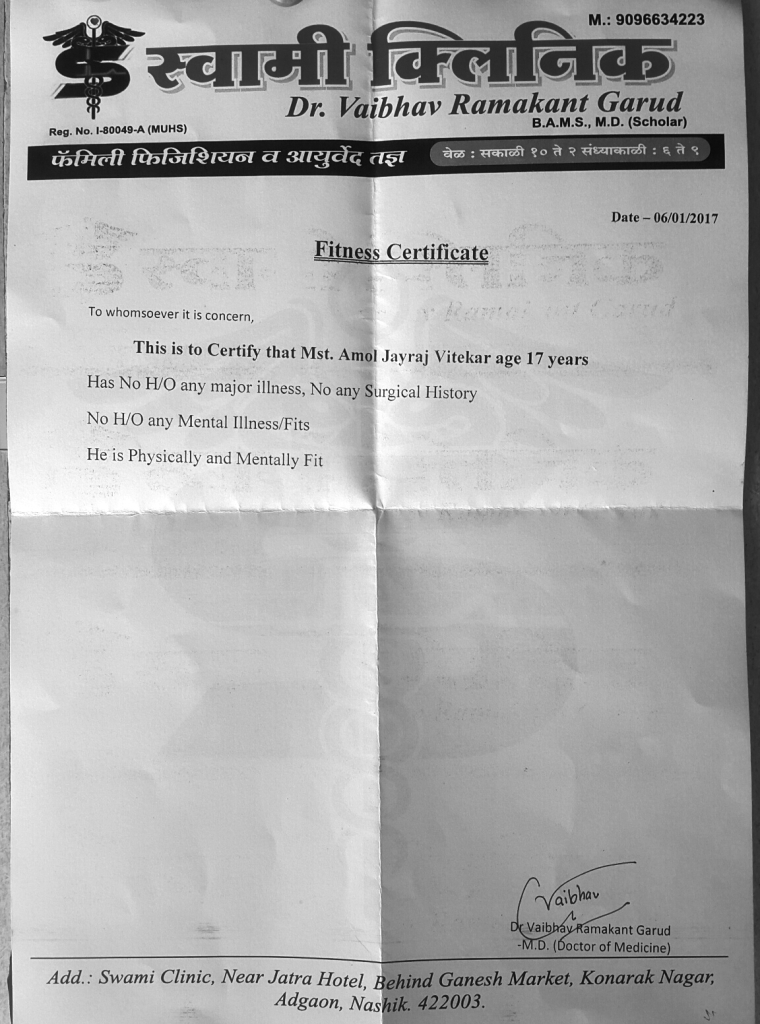 M.: 9096634223
स्वामी क्लिनिक
Dr. Vaibhav Ramakant Garud
B.A.M.S., M.D. (Scholar)
Reg. No. I-80049-A (MUHS)
फॅमिली फिजिशियन व आयुर्वेद तज्ञ
वेळ : सकाळी १० ते २ संध्याकाळी : ६ ते ९
Date – 06/01/2017
Fitness Certificate
To whomsoever it is concern,
This is to Certify that Mst. Amol Jayraj Vitekar age 17 years
Has No H/O any major illness, No any Surgical History
No H/O any Mental Illness/Fits
He is Physically and Mentally Fit
Vaibhav
Dr Vaibhav Ramakant Garud
-M.D. (Doctor of Medicine)
Add.: Swami Clinic, Near Jatra Hotel, Behind Ganesh Market, Konarak Nagar,
Adgaon, Nashik. 422003.